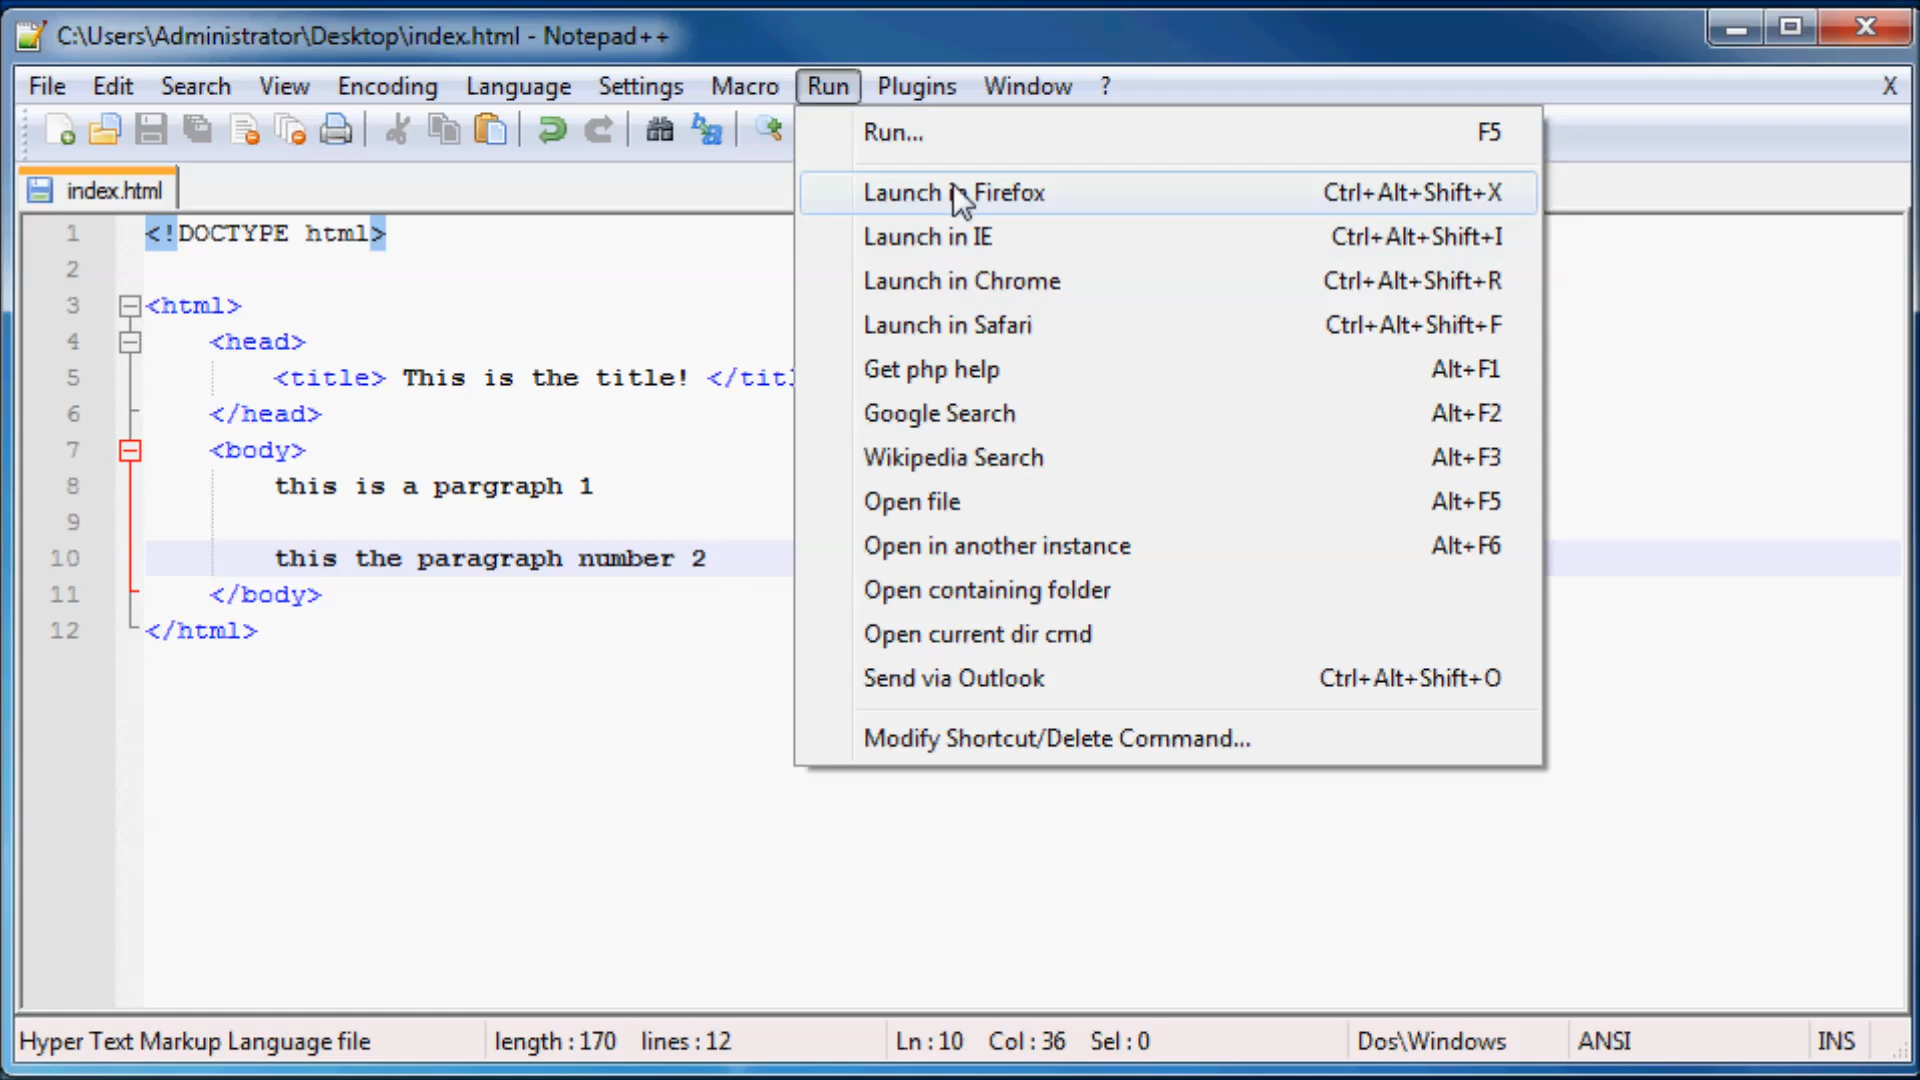 C:\Users\Administrator\Desktop\index.html - Notepad++
File Edit Search View Encoding Language Settings Macro Run Plugins Window ? X
index.html
1 <!DOCTYPE html>
2
3 <html>
4 <head>
5 <title> This is the title! </titl
6 </head>
7 <body>
8 this is a pargraph 1
9
10 this the paragraph number 2
11 </body>
12 </html>
Run... F5
Launch in Firefox Ctrl+Alt+Shift+X
Launch in IE Ctrl+Alt+Shift+I
Launch in Chrome Ctrl+Alt+Shift+R
Launch in Safari Ctrl+Alt+Shift+F
Get php help Alt+F1
Google Search Alt+F2
Wikipedia Search Alt+F3
Open file Alt+F5
Open in another instance Alt+F6
Open containing folder
Open current dir cmd
Send via Outlook Ctrl+Alt+Shift+O
Modify Shortcut/Delete Command...
Hyper Text Markup Language file length : 170 lines : 12 Ln : 10 Col : 36 Sel : 0 Dos\Windows ANSI INS